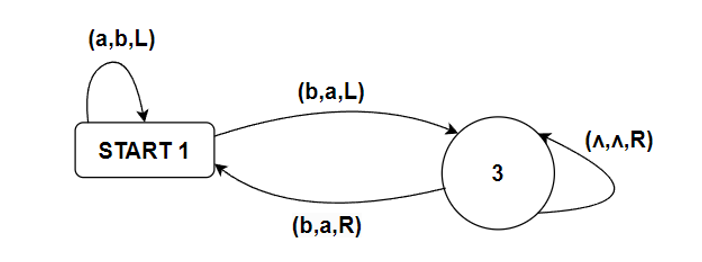 (a,b,L)
(b,a,L)
START 1
3
(ʌ,ʌ,R)
(b,a,R)